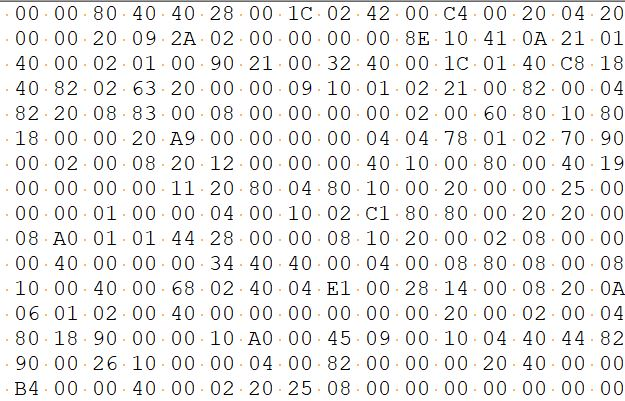 00 00 80 40 40 28 00 1C 02 42 00 C4 00 20 04 20
00 00 20 09 2A 02 00 00 00 00 8E 10 41 0A 21 01
40 00 02 01 00 90 21 00 32 40 00 1C 01 40 C8 18
40 82 02 63 20 00 00 09 10 01 02 21 00 82 00 04
82 20 08 83 00 08 00 00 00 00 02 00 60 80 10 80
18 00 00 20 A9 00 00 00 00 04 04 78 01 02 70 90
00 02 00 08 20 12 00 00 00 40 10 00 80 00 40 19
00 00 00 00 11 20 80 04 80 10 00 20 00 00 25 00
00 00 01 00 00 04 00 10 02 C1 80 80 00 20 20 00
08 A0 01 01 44 28 00 00 08 10 20 00 02 08 00 00
00 40 00 00 00 34 40 40 00 04 00 08 80 08 00 08
10 00 40 00 68 02 40 04 E1 00 28 14 00 08 20 0A
06 01 02 00 40 00 00 00 00 00 00 20 00 02 00 04
80 18 90 00 00 10 A0 00 45 09 00 10 04 40 44 82
90 00 26 10 00 00 04 00 82 00 00 00 20 40 00 00
B4 00 00 40 00 02 20 25 08 00 00 00 00 00 00 00